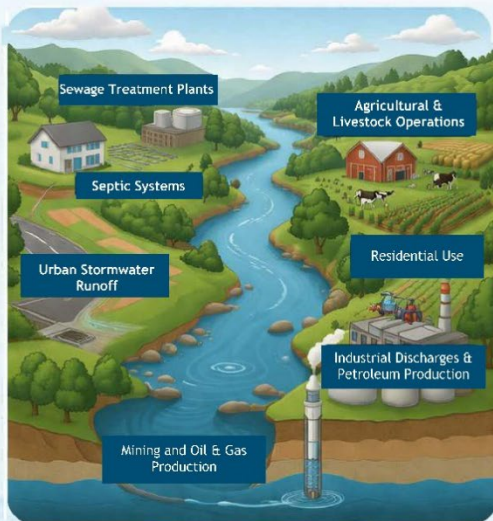 Sewage Treatment Plants
Agricultural &
Livestock Operations
Septic Systems
Residential Use
Urban Stormwater
Runoff
Industrial Discharges &
Petroleum Production
Mining and Oil & Gas
Production